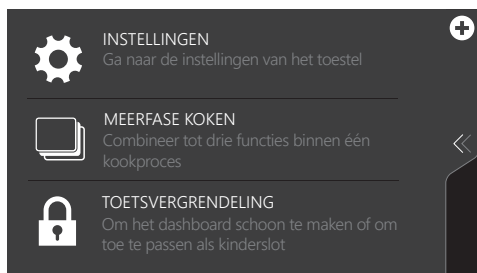 INSTELLINGEN
Ga naar de instellingen van het toestel
MEERFASE KOKEN
Combineer tot drie functies binnen één
kookproces
TOETSVERGRENDELING
Om het dashboard schoon te maken of om
toe te passen als kinderslot